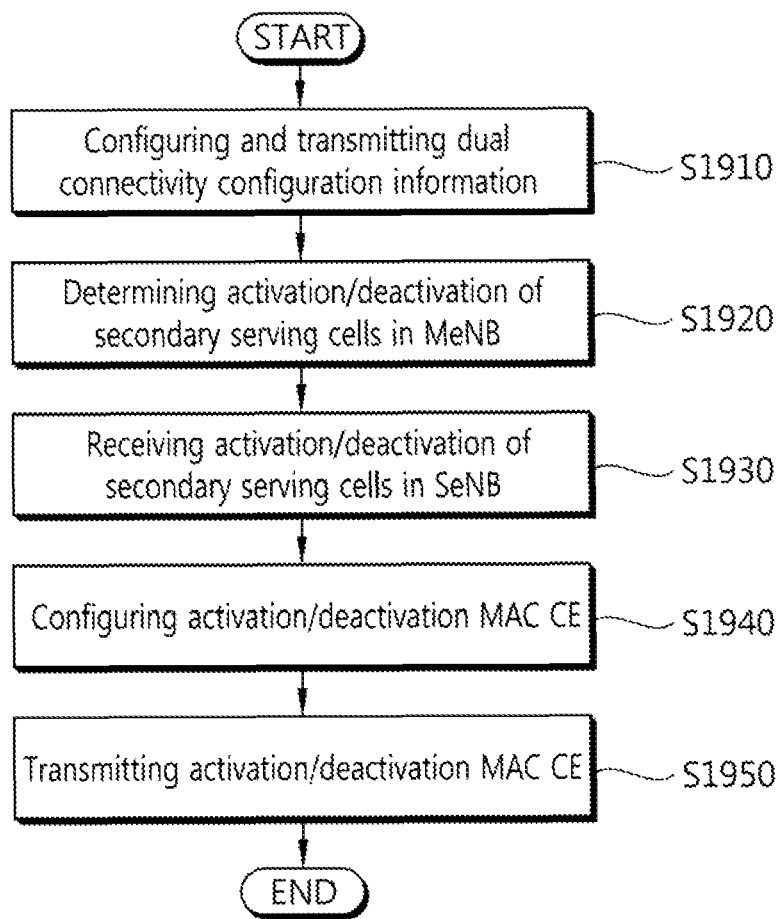 START
Configuring and transmitting dual
connectivity configuration information
S1910
Determining activation/deactivation of
secondary serving cells in MeNB
S1920
Receiving activation/deactivation of
secondary serving cells in SeNB
S1930
Configuring activation/deactivation MAC CE
S1940
Transmitting activation/deactivation MAC CE
S1950
END